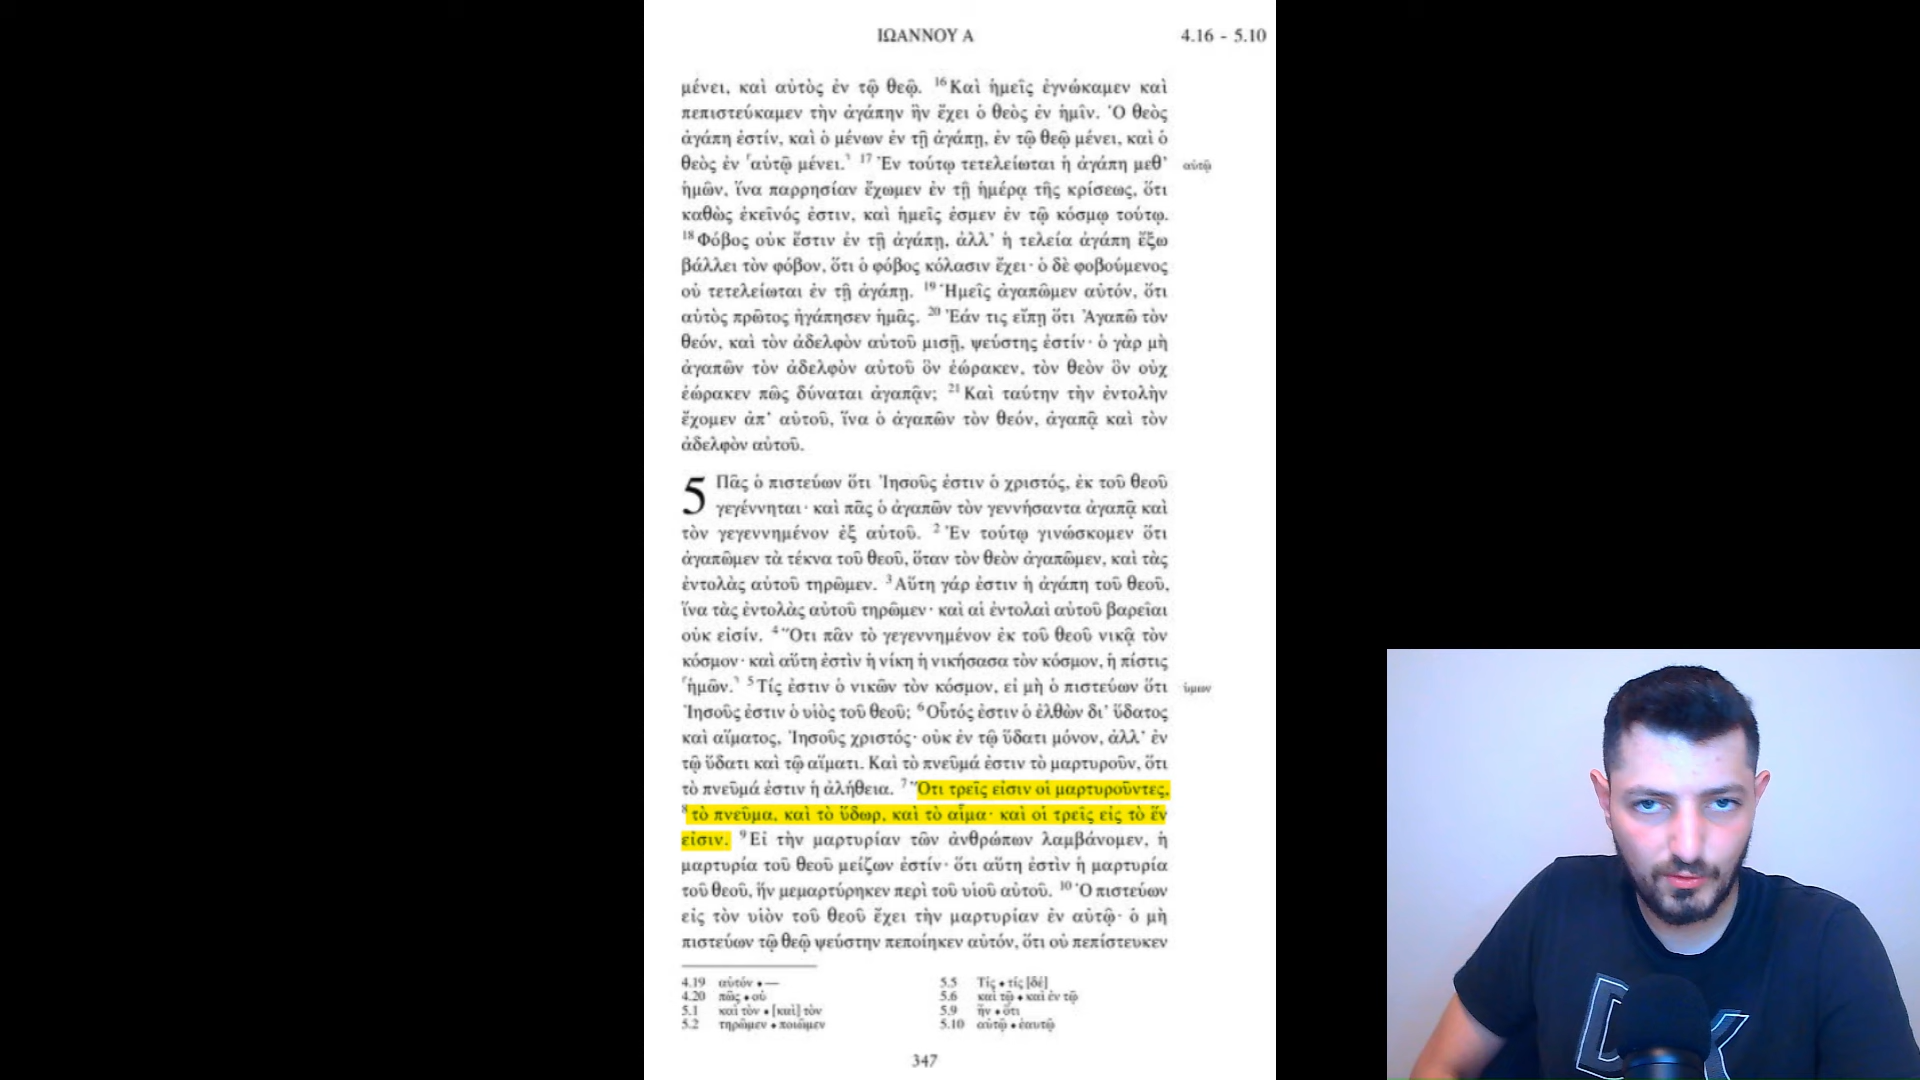 ΙΩΑΝΝΟΥ Α
4.16 - 5.10
μένει, καὶ αὐτὸς ἐν τῷ θεῷ. 16 Καὶ ἡμεῖς ἐγνώκαμεν καὶ
πεπιστεύκαμεν τὴν ἀγάπην ἣν ἔχει ὁ θεὸς ἐν ἡμῖν. Ὁ θεὸς
ἀγάπη ἐστίν, καὶ ὁ μένων ἐν τῇ ἀγάπῃ, ἐν τῷ θεῷ μένει, καὶ ὁ
θεὸς ἐν ⸂αὐτῷ μένει.⸃ 17 Ἐν τούτῳ τετελείωται ἡ ἀγάπη μεθ’ αὐτῷ
ἡμῶν, ἵνα παρρησίαν ἔχωμεν ἐν τῇ ἡμέρᾳ τῆς κρίσεως, ὅτι
καθὼς ἐκεῖνός ἐστιν, καὶ ἡμεῖς ἐσμεν ἐν τῷ κόσμῳ τούτῳ.
18 Φόβος οὐκ ἔστιν ἐν τῇ ἀγάπῃ, ἀλλ’ ἡ τελεία ἀγάπη ἔξω
βάλλει τὸν φόβον, ὅτι ὁ φόβος κόλασιν ἔχει· ὁ δὲ φοβούμενος
οὐ τετελείωται ἐν τῇ ἀγάπῃ. 19 Ἡμεῖς ἀγαπῶμεν αὐτόν, ὅτι
αὐτὸς πρῶτος ἠγάπησεν ἡμᾶς. 20 Ἐάν τις εἴπῃ ὅτι Ἀγαπῶ τὸν
θεόν, καὶ τὸν ἀδελφὸν αὐτοῦ μισῇ, ψεύστης ἐστίν· ὁ γὰρ μὴ
ἀγαπῶν τὸν ἀδελφὸν αὐτοῦ ὃν ἑώρακεν, τὸν θεὸν ὃν οὐχ
ἑώρακεν πῶς δύναται ἀγαπᾷν; 21 Καὶ ταύτην τὴν ἐντολὴν
ἔχομεν ἀπ’ αὐτοῦ, ἵνα ὁ ἀγαπῶν τὸν θεόν, ἀγαπᾷ καὶ τὸν
ἀδελφὸν αὐτοῦ.
5 Πᾶς ὁ πιστεύων ὅτι Ἰησοῦς ἐστιν ὁ χριστός, ἐκ τοῦ θεοῦ
γεγέννηται· καὶ πᾶς ὁ ἀγαπῶν τὸν γεννήσαντα ἀγαπᾷ καὶ
τὸν γεγεννημένον ἐξ αὐτοῦ. 2 Ἐν τούτῳ γινώσκομεν ὅτι
ἀγαπῶμεν τὰ τέκνα τοῦ θεοῦ, ὅταν τὸν θεὸν ἀγαπῶμεν, καὶ τὰς
ἐντολὰς αὐτοῦ τηρῶμεν. 3 Αὕτη γάρ ἐστιν ἡ ἀγάπη τοῦ θεοῦ,
ἵνα τὰς ἐντολὰς αὐτοῦ τηρῶμεν· καὶ αἱ ἐντολαὶ αὐτοῦ βαρεῖαι
οὐκ εἰσίν. 4 Ὅτι πᾶν τὸ γεγεννημένον ἐκ τοῦ θεοῦ νικᾷ τὸν
κόσμον· καὶ αὕτη ἐστὶν ἡ νίκη ἡ νικήσασα τὸν κόσμον, ἡ πίστις
⸂ἡμῶν.⸃ 5 Τίς ἐστιν ὁ νικῶν τὸν κόσμον, εἰ μὴ ὁ πιστεύων ὅτι ὑμων
Ἰησοῦς ἐστιν ὁ υἱὸς τοῦ θεοῦ; 6 Οὗτός ἐστιν ὁ ἐλθὼν δι’ ὕδατος
καὶ αἵματος, Ἰησοῦς χριστός· οὐκ ἐν τῷ ὕδατι μόνον, ἀλλ’ ἐν
τῷ ὕδατι καὶ τῷ αἵματι. Καὶ τὸ πνεῦμά ἐστιν τὸ μαρτυροῦν, ὅτι
τὸ πνεῦμά ἐστιν ἡ ἀλήθεια. 7 Ὅτι τρεῖς εἰσιν οἱ μαρτυροῦντες,
8 τὸ πνεῦμα, καὶ τὸ ὕδωρ, καὶ τὸ αἷμα· καὶ οἱ τρεῖς εἰς τὸ ἕν
εἰσιν. 9 Εἰ τὴν μαρτυρίαν τῶν ἀνθρώπων λαμβάνομεν, ἡ
μαρτυρία τοῦ θεοῦ μείζων ἐστίν· ὅτι αὕτη ἐστὶν ἡ μαρτυρία
τοῦ θεοῦ, ἣν μεμαρτύρηκεν περὶ τοῦ υἱοῦ αὐτοῦ. 10 Ὁ πιστεύων
εἰς τὸν υἱὸν τοῦ θεοῦ ἔχει τὴν μαρτυρίαν ἐν αὐτῷ· ὁ μὴ
πιστεύων τῷ θεῷ ψεύστην πεποίηκεν αὐτόν, ὅτι οὐ πεπίστευκεν
4.19 αὐτόν • —
4.20 πῶς • οὐ
5.1 καὶ τὸν • [καὶ] τὸν
5.2 τηρῶμεν • ποιῶμεν
5.5 Τίς • τίς [δέ]
5.6 καὶ τῷ • καὶ ἐν τῷ
5.9 ἣν • ὅτι
5.10 αὐτῷ • ἑαυτῷ
347